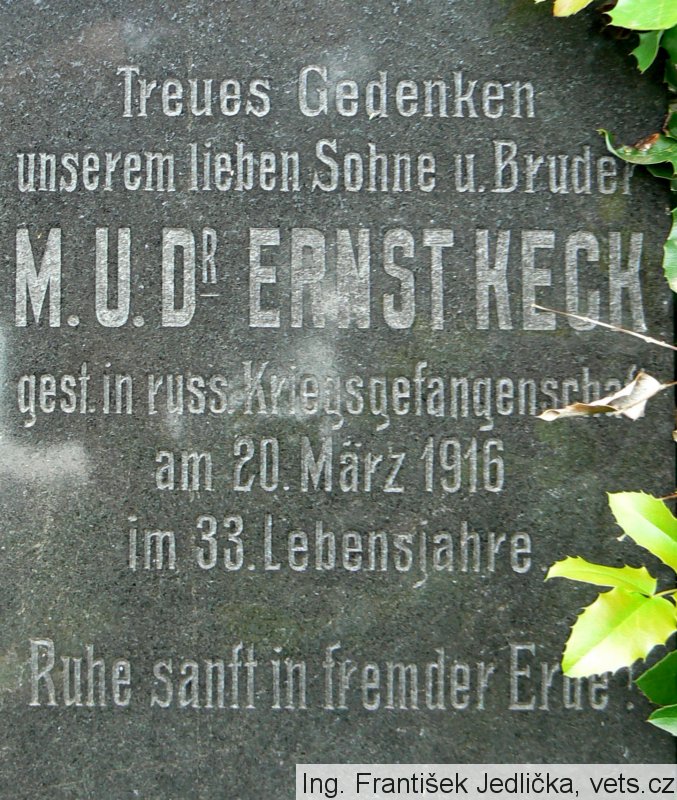 Treues Gedenken
unserem lieben Sohne u. Bruder
M.U.DR ERNST KECK
gest. in russ. Kriegsgefangenschaft
am 20. März 1916
im 33. Lebensjahre.
Ruhe sanft in fremder Erde!
Ing. František Jedlička, vets.cz